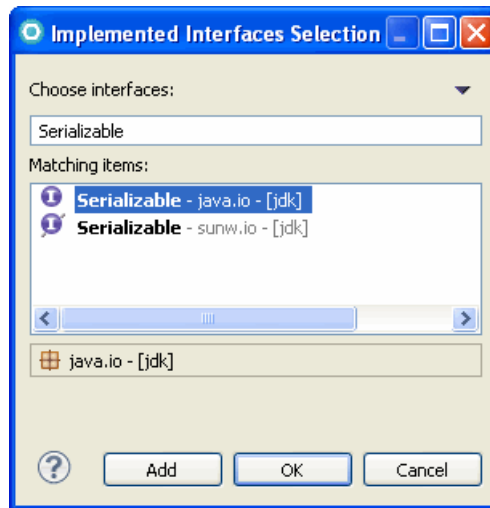 Implemented Interfaces Selection
Choose interfaces:
Serializable
Matching items:
Serializable - java.io - [jdk]
Serializable - sunw.io - [jdk]
java.io - [jdk]
? Add OK Cancel